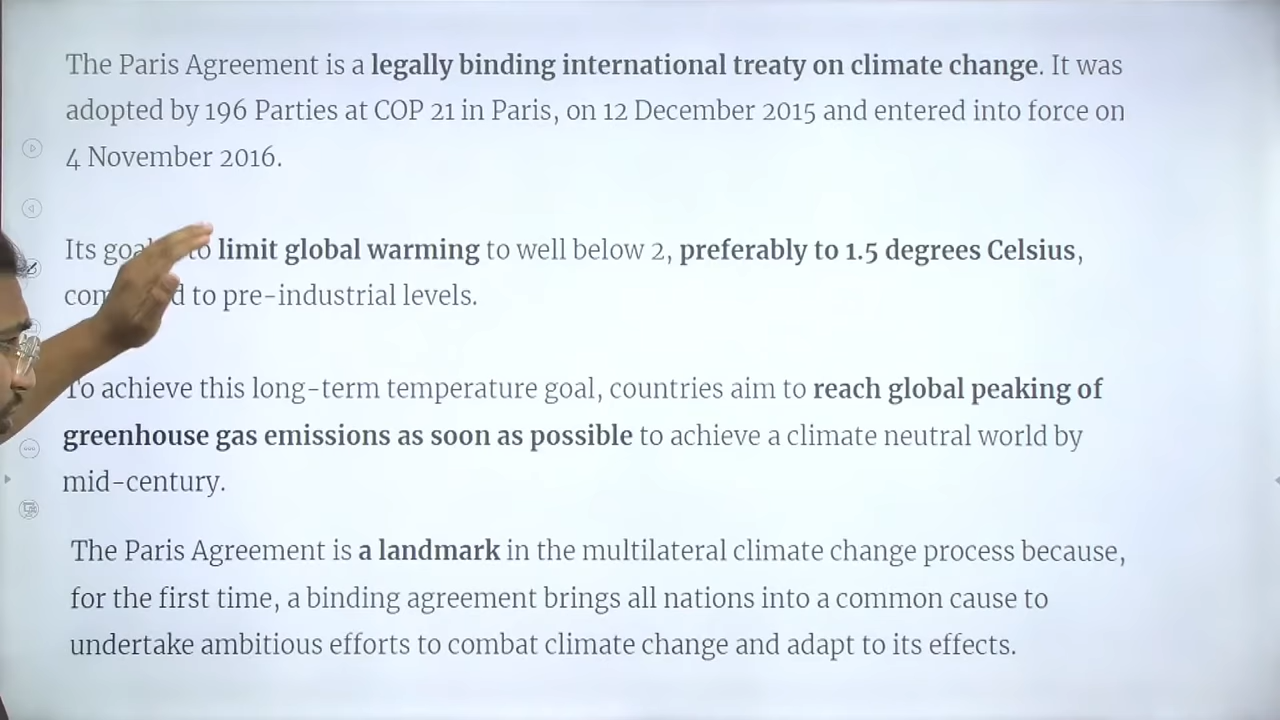 The Paris Agreement is a legally binding international treaty on climate change. It was
adopted by 196 Parties at COP 21 in Paris, on 12 December 2015 and entered into force on
4 November 2016.
Its to limit global warming to well below 2, preferably to 1.5 degrees Celsius,
to pre-industrial levels.
To achieve this long-term temperature goal, countries aim to reach global peaking of
greenhouse gas emissions as soon as possible to achieve a climate neutral world by
mid-century.
The Paris Agreement is a landmark in the multilateral climate change process because,
for the first time, a binding agreement brings all nations into a common cause to
undertake ambitious efforts to combat climate change and adapt to its effects.